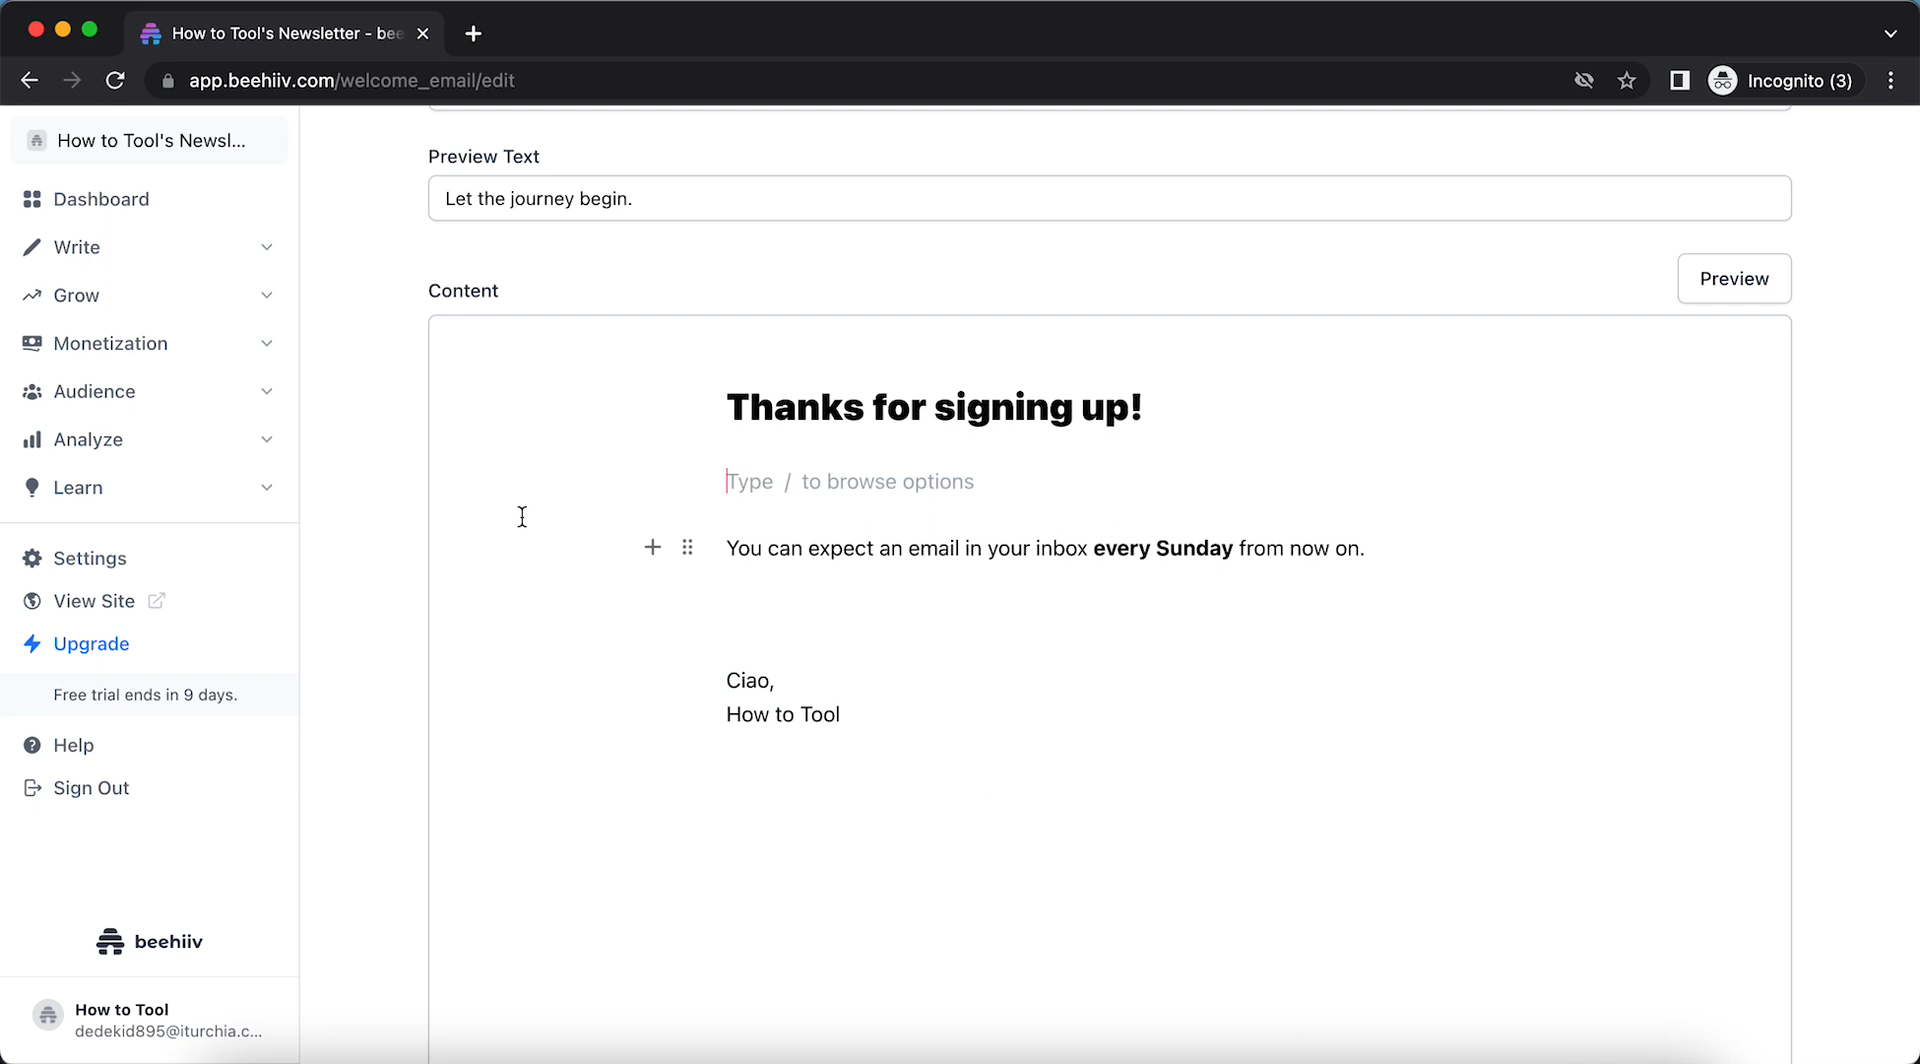 How to Tool's Newsletter - bee
app.beehiiv.com/welcome_email/edit
Incognito (3)
How to Tool's Newsl...
Dashboard
Write
Grow
Monetization
Audience
Analyze
Learn
Settings
View Site
Upgrade
Free trial ends in 9 days.
Help
Sign Out
beehiiv
How to Tool
dedekid895@iturchia.c...
Preview Text
Let the journey begin.
Content
Preview
Thanks for signing up!
Type / to browse options
You can expect an email in your inbox every Sunday from now on.
Ciao,
How to Tool